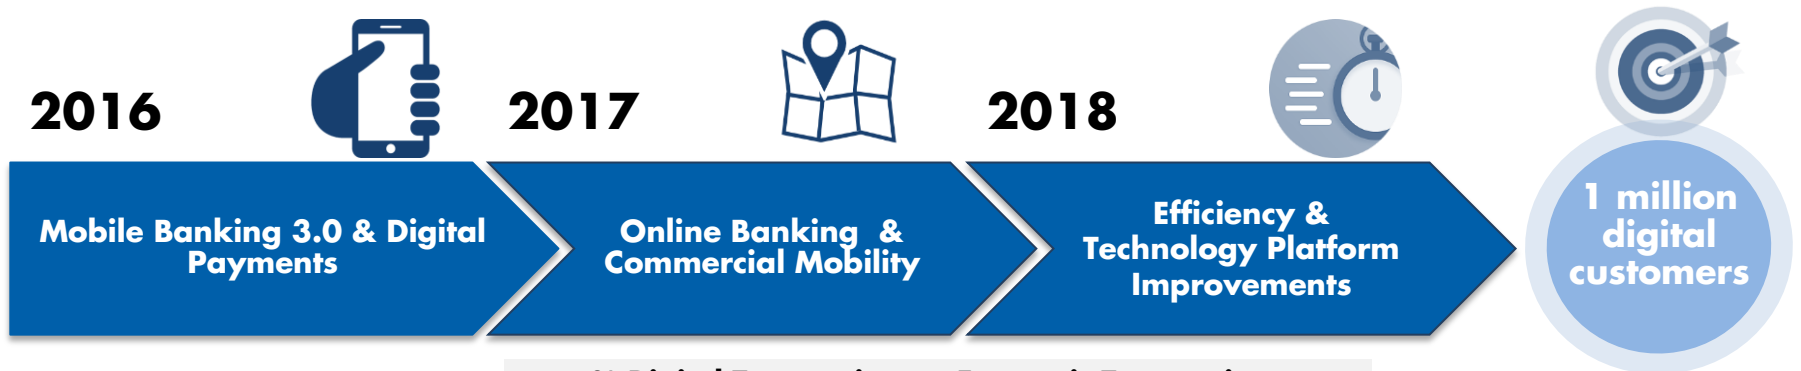 2016
2017
2018
Mobile Banking 3.0 & Digital
Payments
Online Banking &
Commercial Mobility
Efficiency &
Technology Platform
Improvements
1 million
digital
customers